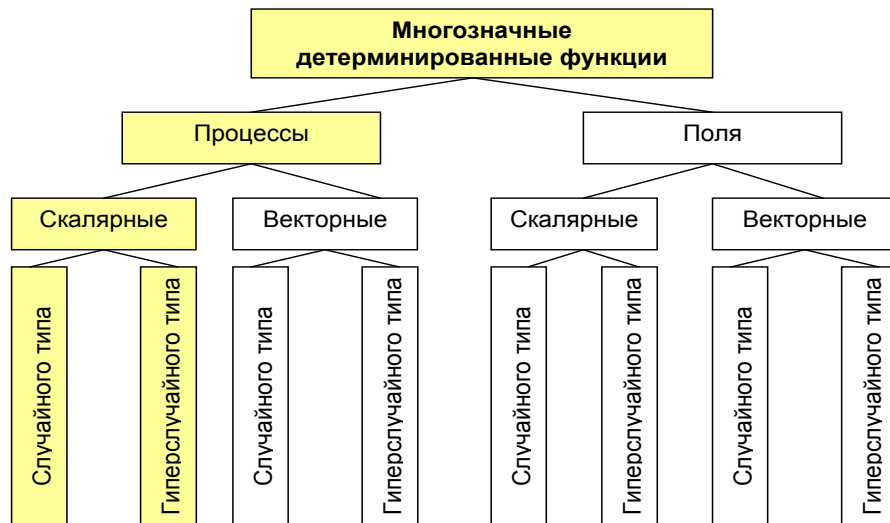 Многозначные
детерминированные функции
Процессы
Поля
Скалярные
Векторные
Скалярные
Векторные
Случайного типа
Гиперслучайного типа
Случайного типа
Гиперслучайного типа
Случайного типа
Гиперслучайного типа
Случайного типа
Гиперслучайного типа